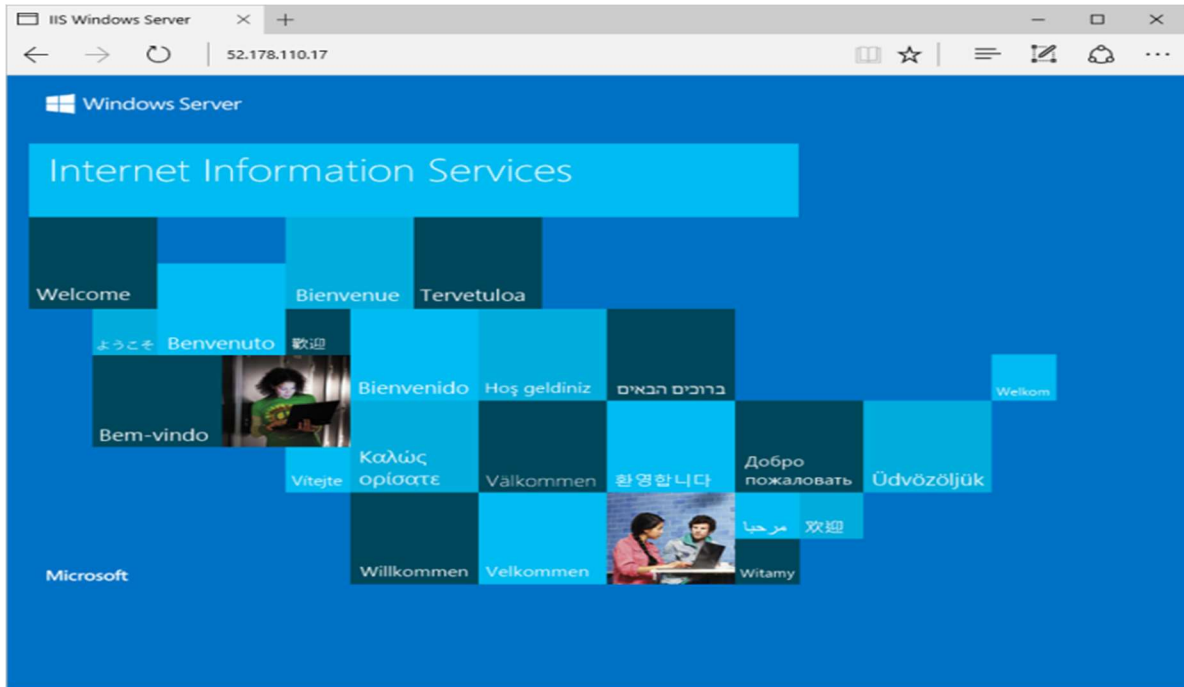 IIS Windows Server
52.178.110.17
Windows Server
Internet Information Services
Welcome
Bienvenue
Tervetuloa
ようこそ
Benvenuto
歡迎
Bienvenido
Hoş geldiniz
ברוכים הבאים
Welkom
Bem-vindo
Vítejte
Καλώς
ορίσατε
Välkommen
환영합니다
Добро
пожаловать
Üdvözöljük
مرحبا
欢迎
Microsoft
Willkommen
Velkommen
Witamy